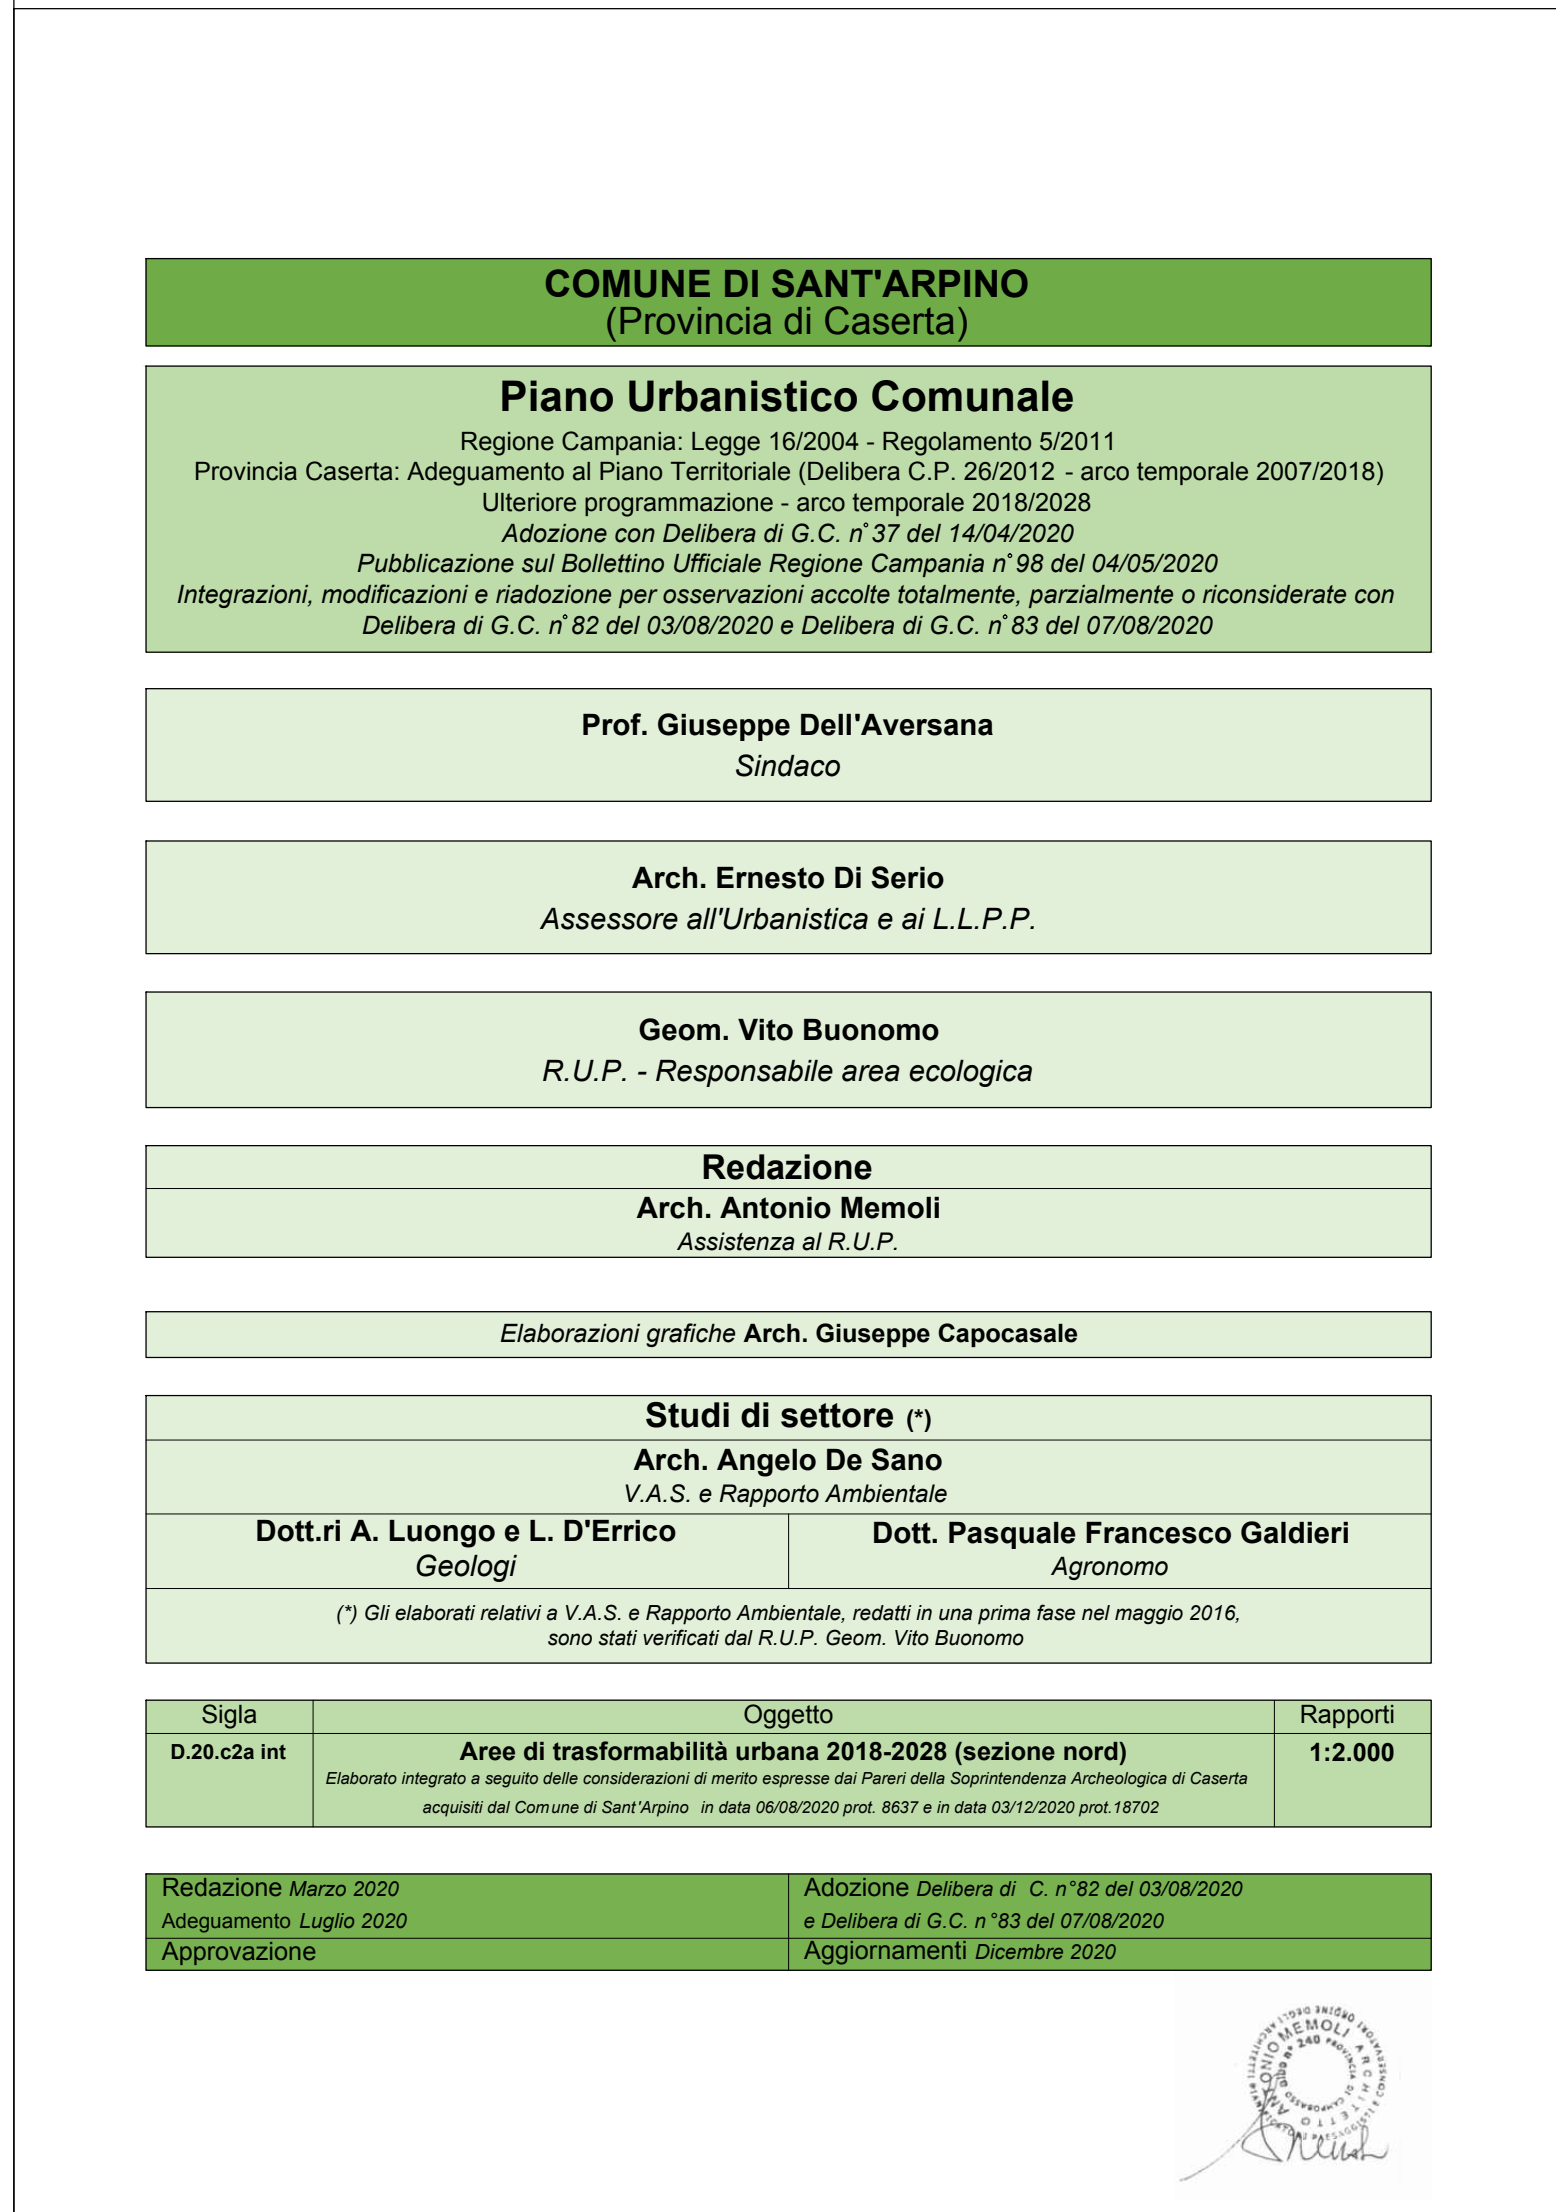 COMUNE DI SANT'ARPINO
(Provincia di Caserta)
Piano Urbanistico Comunale
Regione Campania: Legge 16/2004 - Regolamento 5/2011
Provincia Caserta: Adeguamento al Piano Territoriale (Delibera C.P. 26/2012 - arco temporale 2007/2018)
Ulteriore programmazione - arco temporale 2018/2028
Adozione con Delibera di G.C. n°37 del 14/04/2020
Pubblicazione sul Bollettino Ufficiale Regione Campania n°98 del 04/05/2020
Integrazioni, modificazioni e riadozione per osservazioni accolte totalmente, parzialmente o riconsiderate con
Delibera di G.C. n°82 del 03/08/2020 e Delibera di G.C. n°83 del 07/08/2020
Prof. Giuseppe Dell'Aversana
Sindaco
Arch. Ernesto Di Serio
Assessore all'Urbanistica e ai L.L.P.P.
Geom. Vito Buonomo
R.U.P. - Responsabile area ecologica
Redazione
Arch. Antonio Memoli
Assistenza al R.U.P.
Elaborazioni grafiche Arch. Giuseppe Capocasale
Studi di settore (*)
Arch. Angelo De Sano
V.A.S. e Rapporto Ambientale
Dott.ri A. Luongo e L. D'Errico
Geologi
Dott. Pasquale Francesco Galdieri
Agronomo
(*) Gli elaborati relativi a V.A.S. e Rapporto Ambientale, redatti in una prima fase nel maggio 2016,
sono stati verificati dal R.U.P. Geom. Vito Buonomo
Sigla Oggetto Rapporti
D.20.c2a int Aree di trasformabilità urbana 2018-2028 (sezione nord) 1:2.000
Elaborato integrato a seguito delle considerazioni di merito espresse dai Pareri della Soprintendenza Archeologica di Caserta
acquisiti dal Comune di Sant'Arpino in data 06/08/2020 prot. 8637 e in data 03/12/2020 prot.18702
Redazione Marzo 2020
Adeguamento Luglio 2020
Adozione Delibera di C. n°82 del 03/08/2020
e Delibera di G.C. n°83 del 07/08/2020
Approvazione
Aggiornamenti Dicembre 2020
ANTONIO MEMOLI ARCHITETTO
albo n° 240 PROVINCIA DI CAMPOBASSO